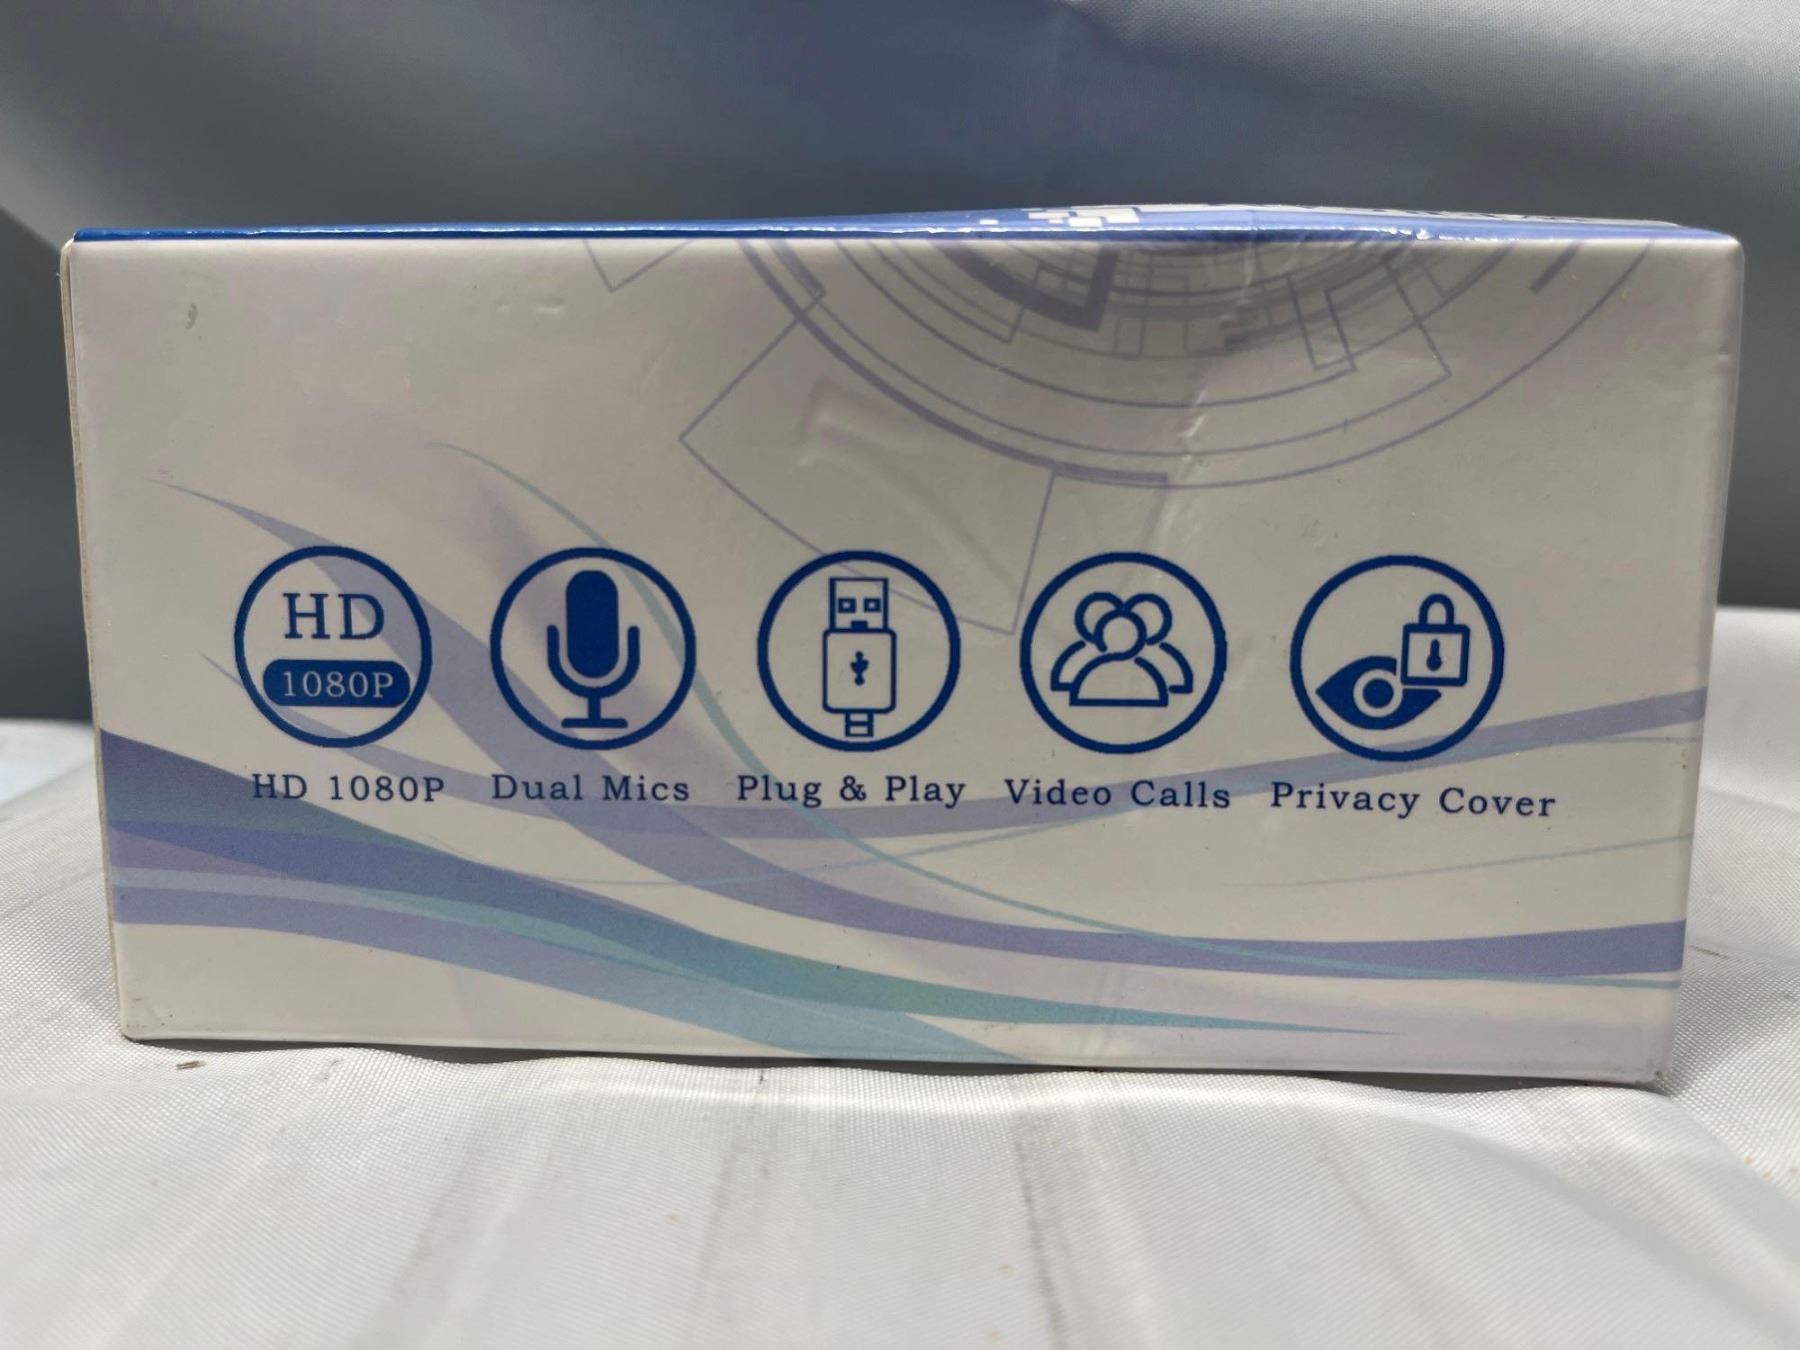 HD
1080P
HD 1080P Dual Mics Plug & Play Video Calls Privacy Cover